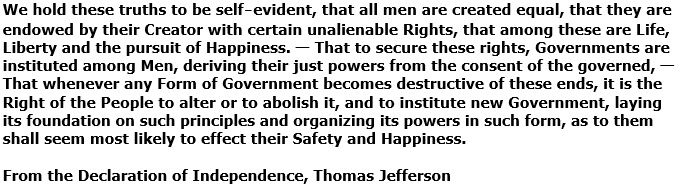 We hold these truths to be self-evident, that all men are created equal, that they are
endowed by their Creator with certain unalienable Rights, that among these are Life,
Liberty and the pursuit of Happiness. — That to secure these rights, Governments are
instituted among Men, deriving their just powers from the consent of the governed, —
That whenever any Form of Government becomes destructive of these ends, it is the
Right of the People to alter or to abolish it, and to institute new Government, laying
its foundation on such principles and organizing its powers in such form, as to them
shall seem most likely to effect their Safety and Happiness.

From the Declaration of Independence, Thomas Jefferson